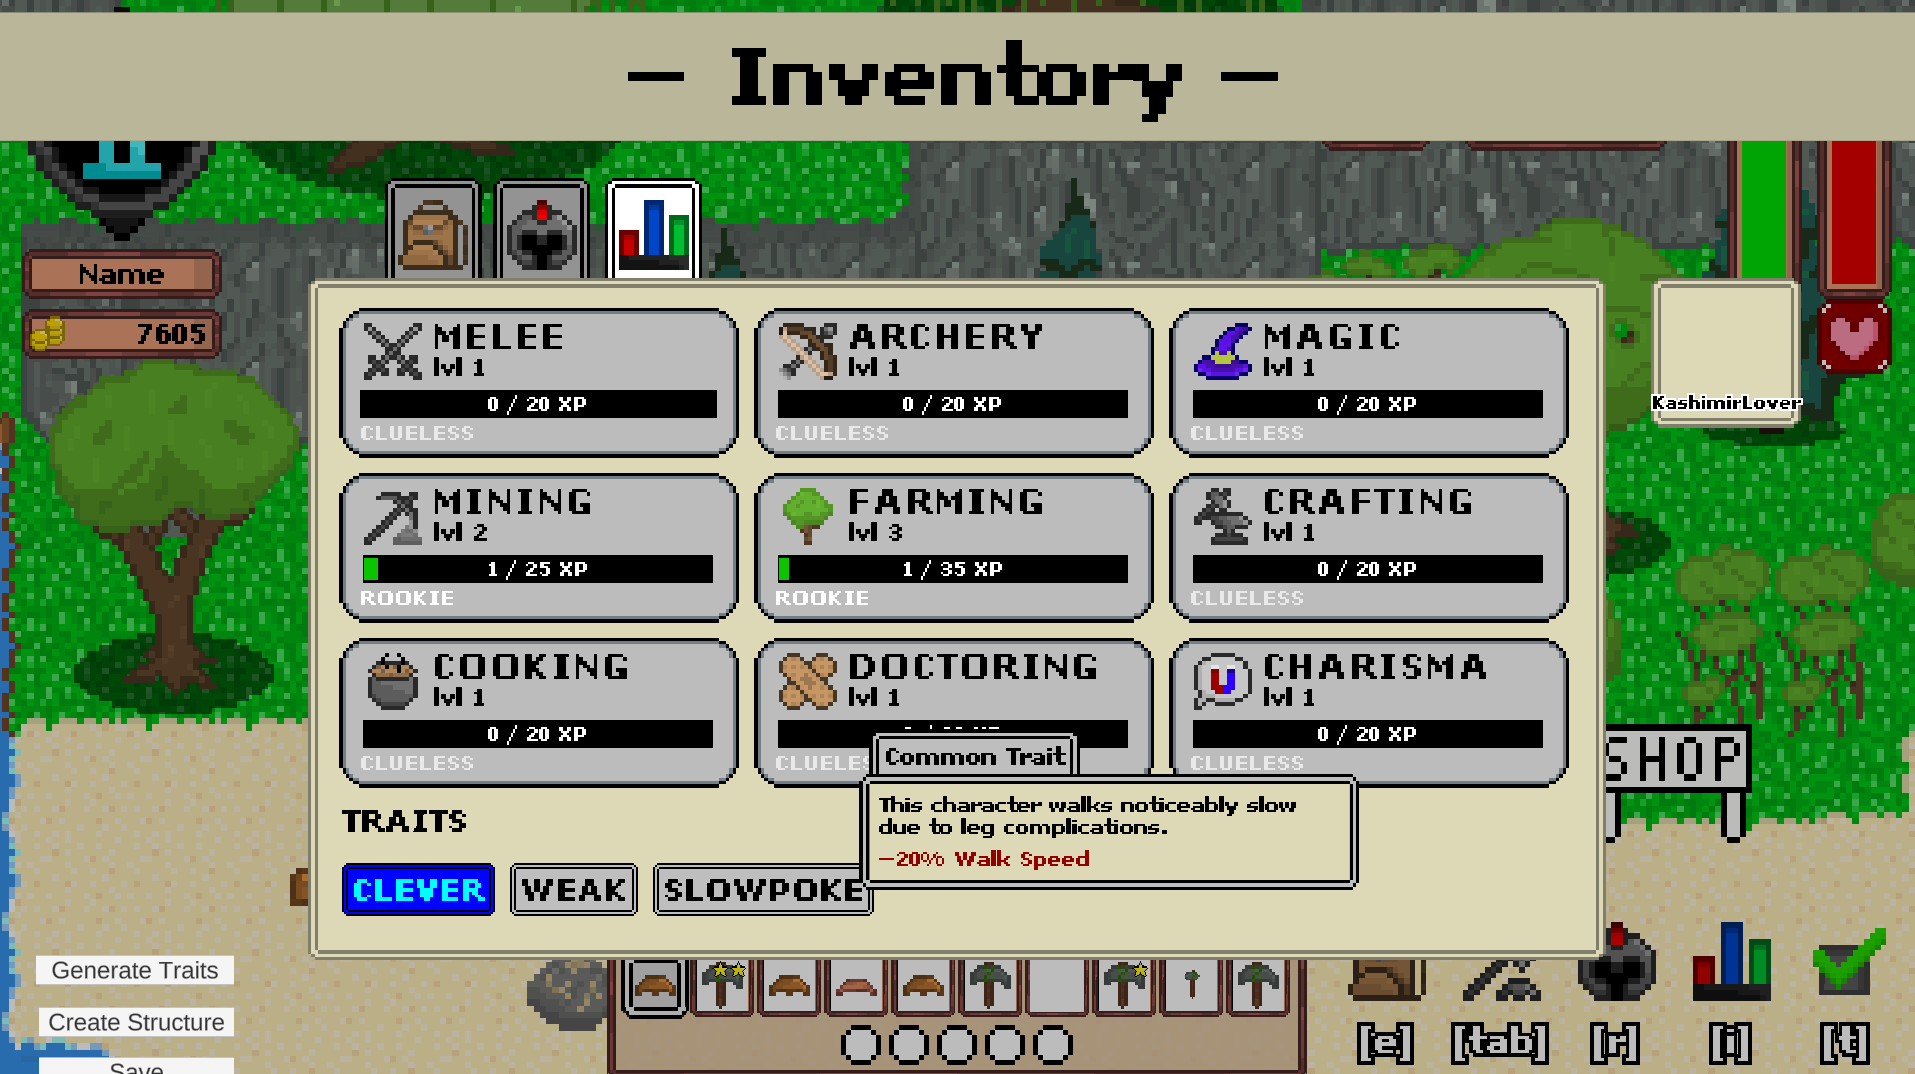 — Inventory —
Name
7605
KashimirLover
MELEE
lvl 1
0 / 20 XP
CLUELESS
ARCHERY
lvl 1
0 / 20 XP
CLUELESS
MAGIC
lvl 1
0 / 20 XP
CLUELESS
MINING
lvl 2
1 / 25 XP
ROOKIE
FARMING
lvl 3
1 / 35 XP
ROOKIE
CRAFTING
lvl 1
0 / 20 XP
CLUELESS
COOKING
lvl 1
0 / 20 XP
CLUELESS
DOCTORING
lvl 1
CLUELES
CHARISMA
lvl 1
0 / 20 XP
CLUELESS
SHOP
Common Trait
This character walks noticeably slow
due to leg complications.
-20% Walk Speed
TRAITS
CLEVER
WEAK
SLOWPOKE
Generate Traits
Create Structure
Save
[e]
[tab]
[r]
[i]
[t]